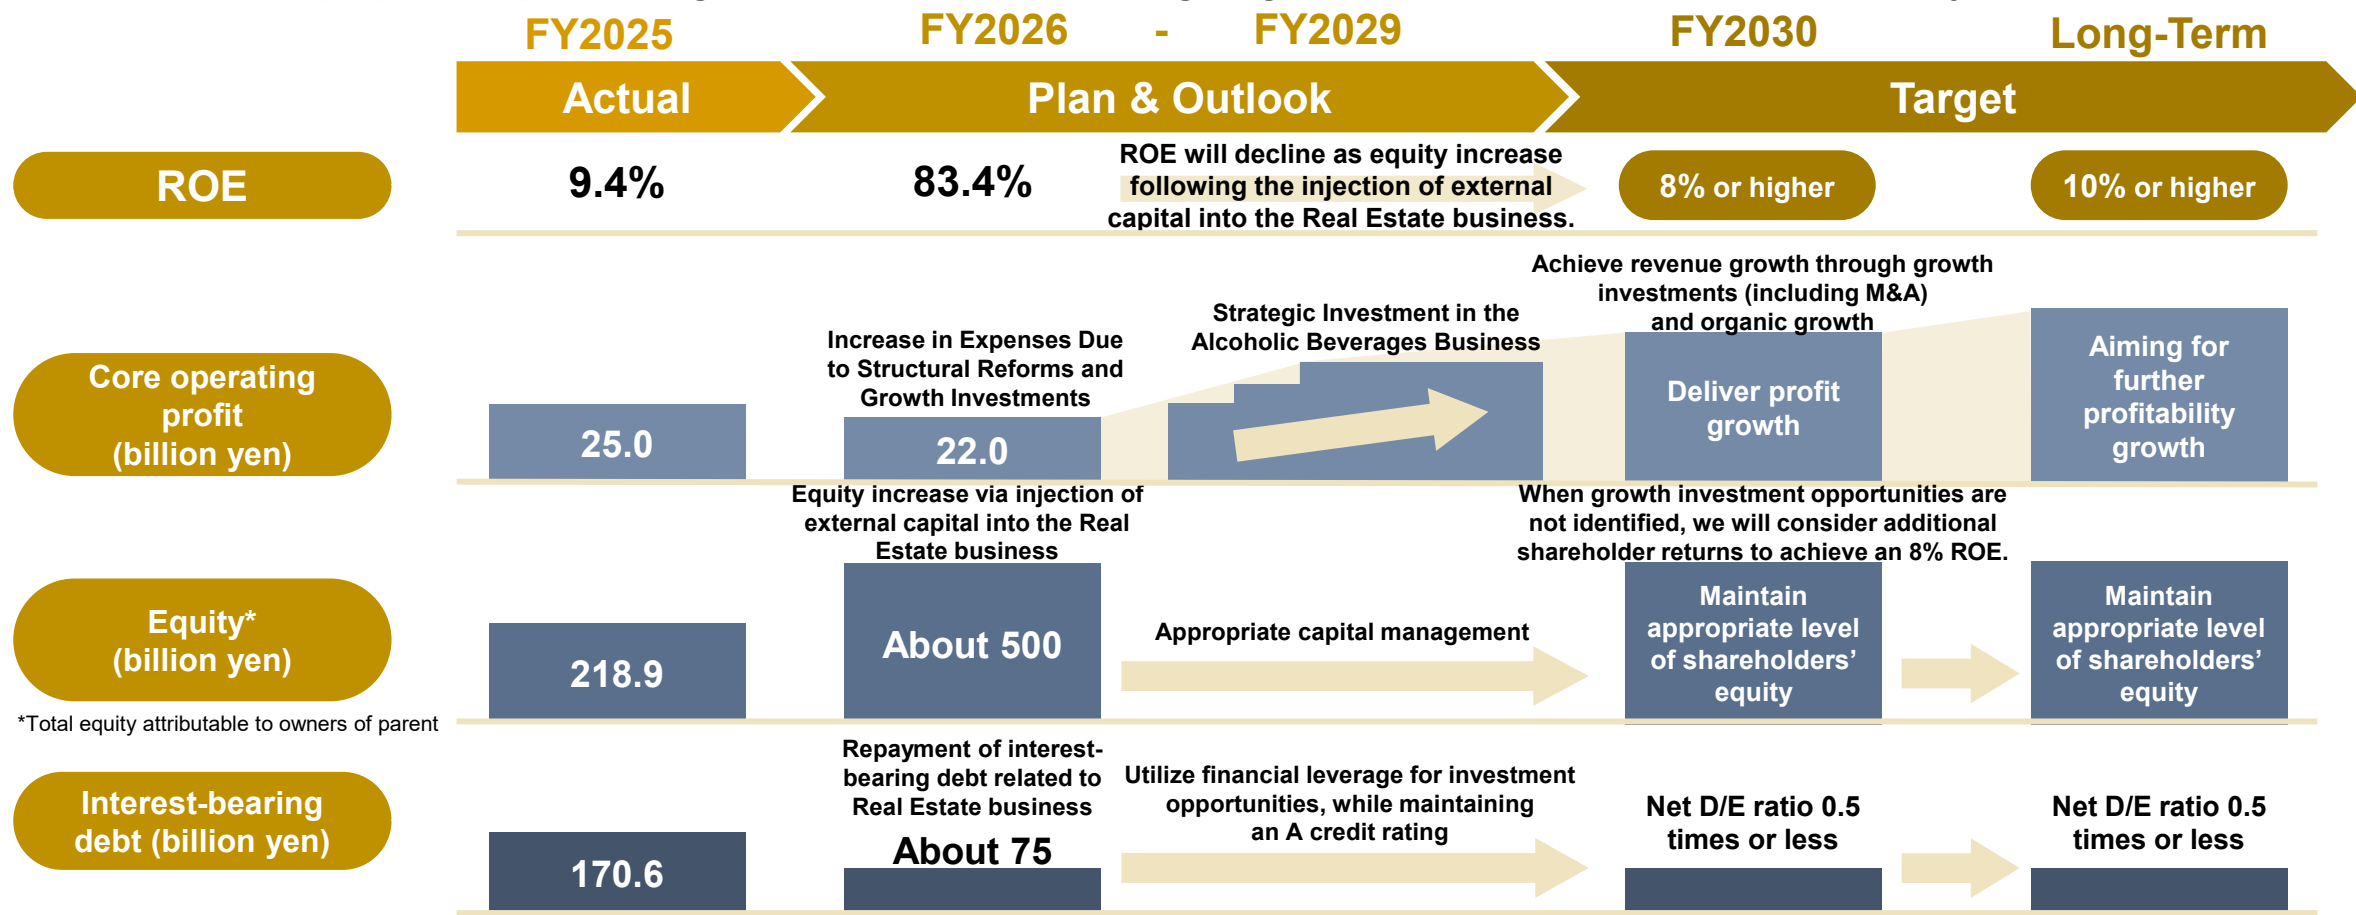 FY2025
FY2026 - FY2029
FY2030
Long-Term
Actual
Plan & Outlook
Target
ROE
9.4%
83.4%
ROE will decline as equity increase
following the injection of external
capital into the Real Estate business.
8% or higher
10% or higher
Core operating
profit
(billion yen)
25.0
Increase in Expenses Due
to Structural Reforms and
Growth Investments
22.0
Strategic Investment in the
Alcoholic Beverages Business
Achieve revenue growth through growth
investments (including M&A)
and organic growth
Deliver profit
growth
Aiming for
further
profitability
growth
Equity*
(billion yen)
*Total equity attributable to owners of parent
218.9
Equity increase via injection of
external capital into the Real
Estate business
About 500
Appropriate capital management
When growth investment opportunities are
not identified, we will consider additional
shareholder returns to achieve an 8% ROE.
Maintain
appropriate level
of shareholders'
equity
Maintain
appropriate level
of shareholders'
equity
Interest-bearing
debt (billion yen)
170.6
Repayment of interest-
bearing debt related to
Real Estate business
About 75
Utilize financial leverage for investment
opportunities, while maintaining
an A credit rating
Net D/E ratio 0.5
times or less
Net D/E ratio 0.5
times or less